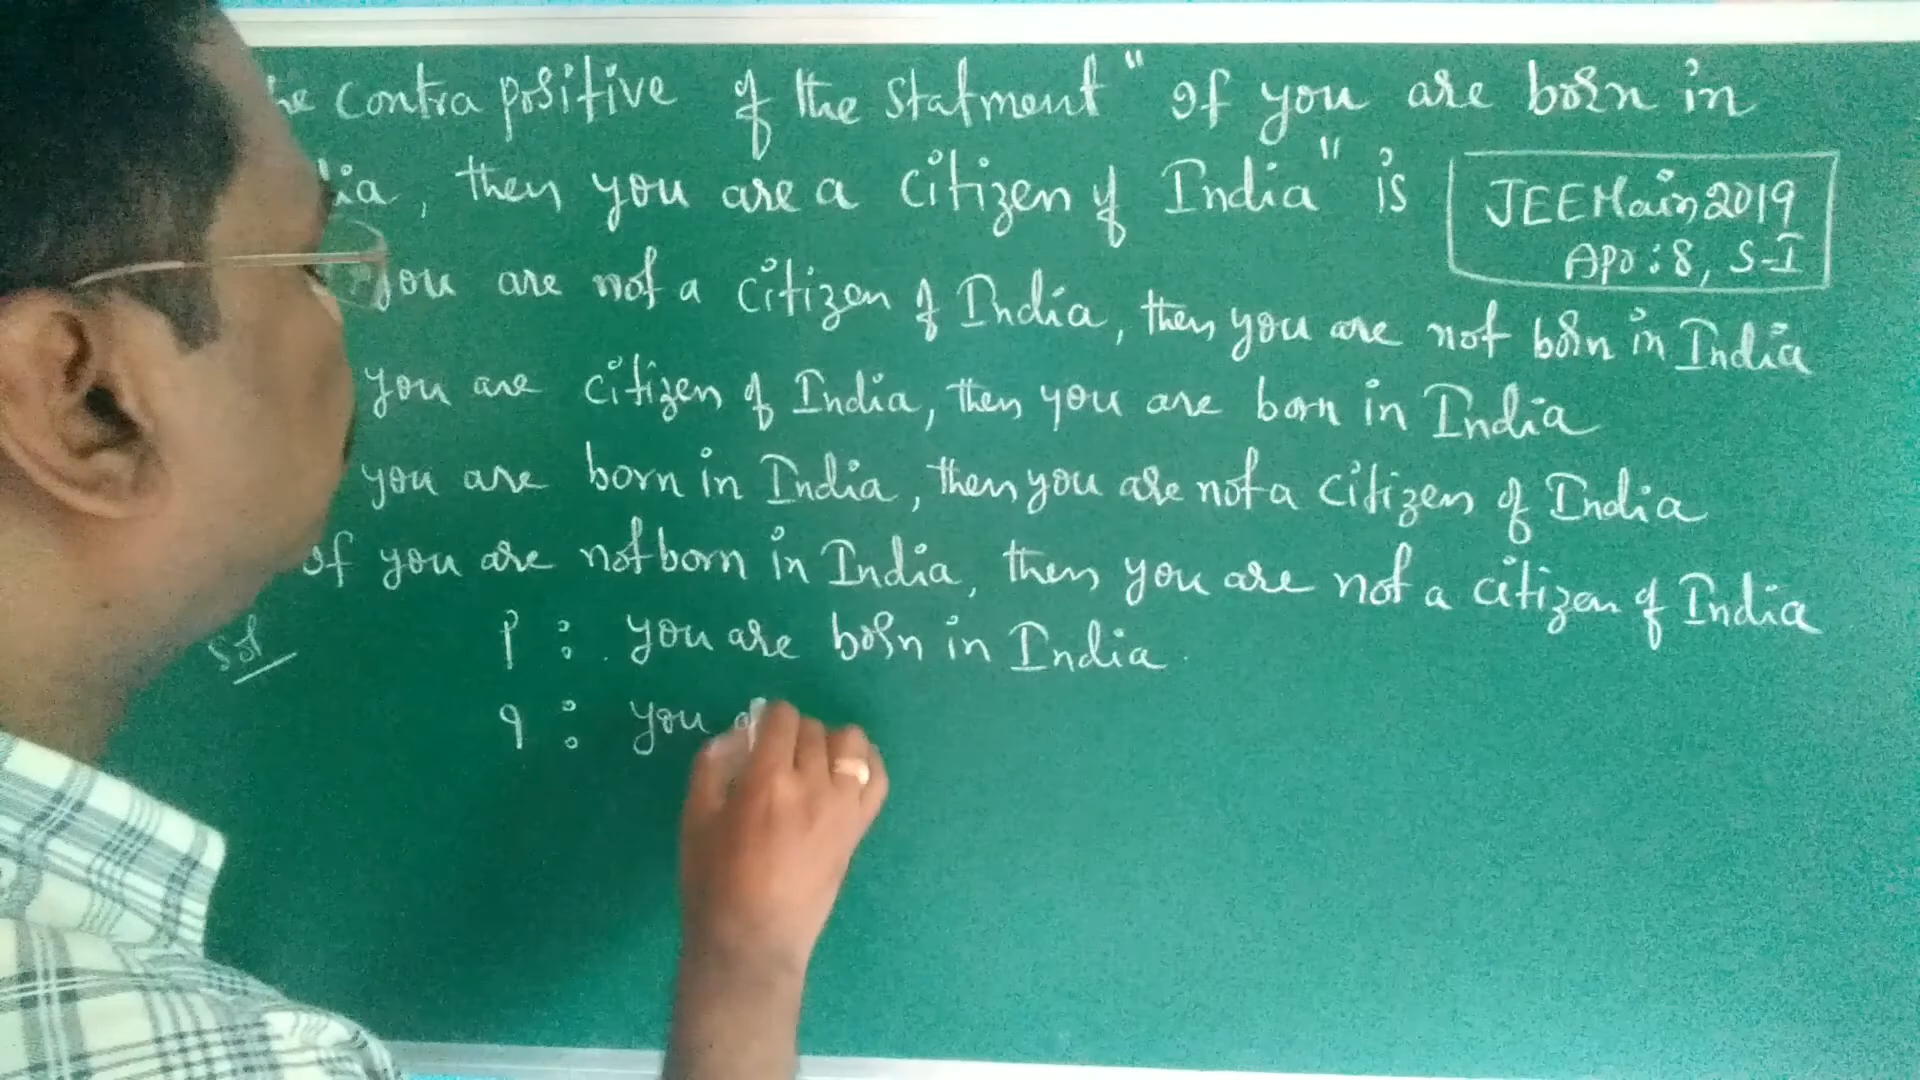 he Contra positive of the Statment "If you are born in
ia, then you are a citizen of India" is
JEE Main 2019
Apr: 8, S-I
you are not a citizen of India, then you are not born in India
you are citizen of India, then you are born in India
you are born in India, then you are not a citizen of India
If you are not born in India, then you are not a citizen of India
Sol
p : you are born in India.
q : you